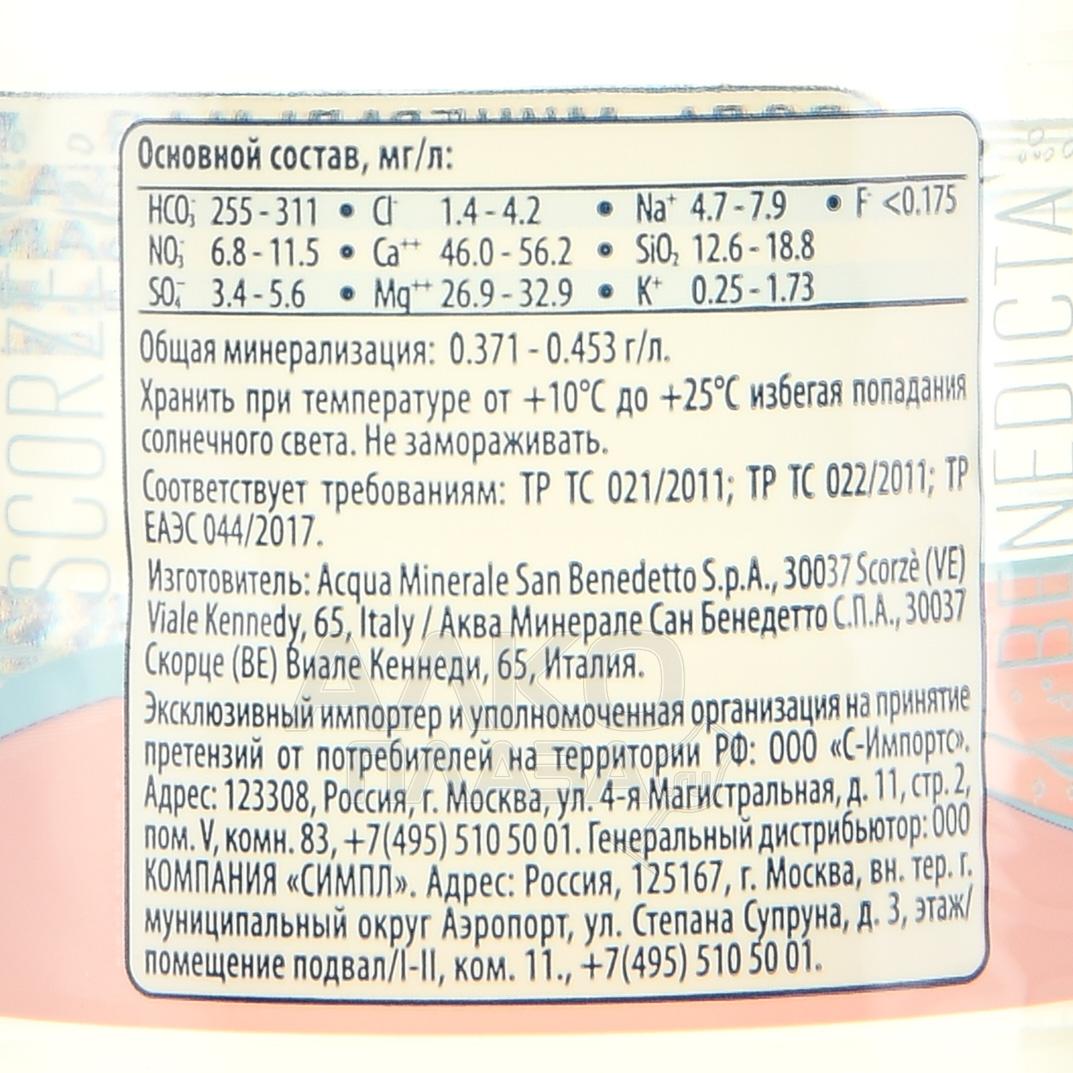 Основной состав, мг/л:
HCO₃⁻ 255 - 311 • Cl⁻ 1.4 - 4.2 • Na⁺ 4.7 - 7.9 • F⁻ <0.175
NO₃⁻ 6.8 - 11.5 • Ca⁺⁺ 46.0 - 56.2 • SiO₂ 12.6 - 18.8
SO₄⁻ 3.4 - 5.6 • Mg⁺⁺ 26.9 - 32.9 • K⁺ 0.25 - 1.73
Общая минерализация: 0.371 - 0.453 г/л.
Хранить при температуре от +10°C до +25°C избегая попадания
солнечного света. Не замораживать.
Соответствует требованиям: ТР ТС 021/2011; ТР ТС 022/2011; ТР
ЕАЭС 044/2017.
Изготовитель: Acqua Minerale San Benedetto S.p.A., 30037 Scorzè (VE)
Viale Kennedy, 65, Italy / Аква Минерале Сан Бенедетто С.П.А., 30037
Скорце (ВЕ) Виале Кеннеди, 65, Италия.
Эксклюзивный импортер и уполномоченная организация на принятие
претензий от потребителей на территории РФ: ООО «С-Импортс».
Адрес: 123308, Россия, г. Москва, ул. 4-я Магистральная, д. 11, стр. 2,
пом. V, комн. 83, +7(495) 510 50 01. Генеральный дистрибьютор: ООО
КОМПАНИЯ «СИМПЛ». Адрес: Россия, 125167, г. Москва, вн. тер. г.
муниципальный округ Аэропорт, ул. Степана Супруна, д. 3, этаж/
помещение подвал/I-II, ком. 11., +7(495) 510 50 01.
SCORZE
BENEDICTA
АЛКО
ПЛАЗА.ru